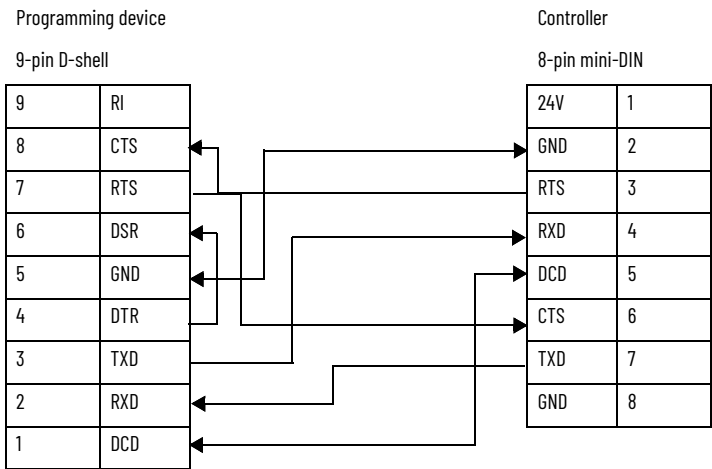 Programming device Controller
9-pin D-shell 8-pin mini-DIN
9 RI 24V 1
8 CTS GND 2
7 RTS RTS 3
6 DSR RXD 4
5 GND DCD 5
4 DTR CTS 6
3 TXD TXD 7
2 RXD GND 8
1 DCD